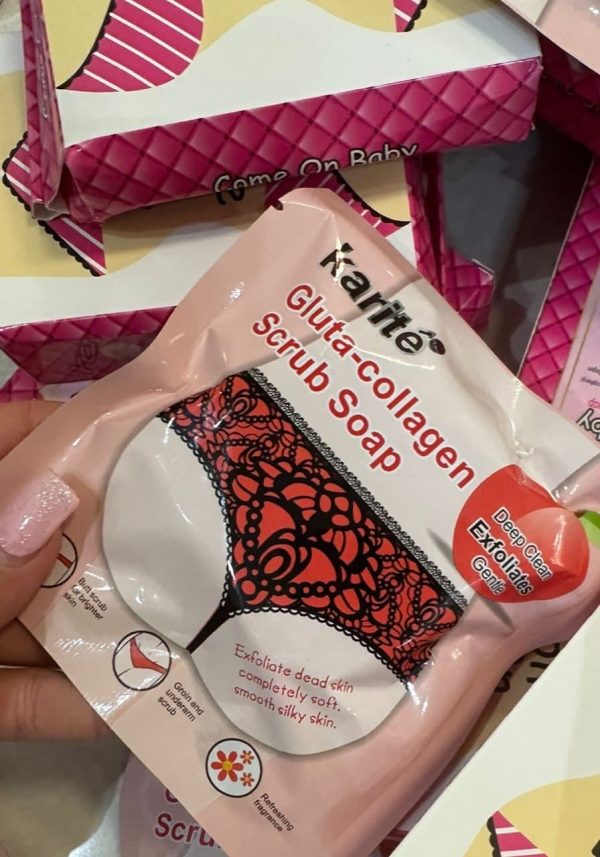 Come On Baby
karité
Gluta-collagen
Scrub Soap
Deep Clean
Exfoliates
Gentle
Exfoliate dead skin
completely soft.
smooth silky skin.
Butt scrub
for brighter
skin
Groin and
underarm
scrub
Refreshing
fragrance
Scru